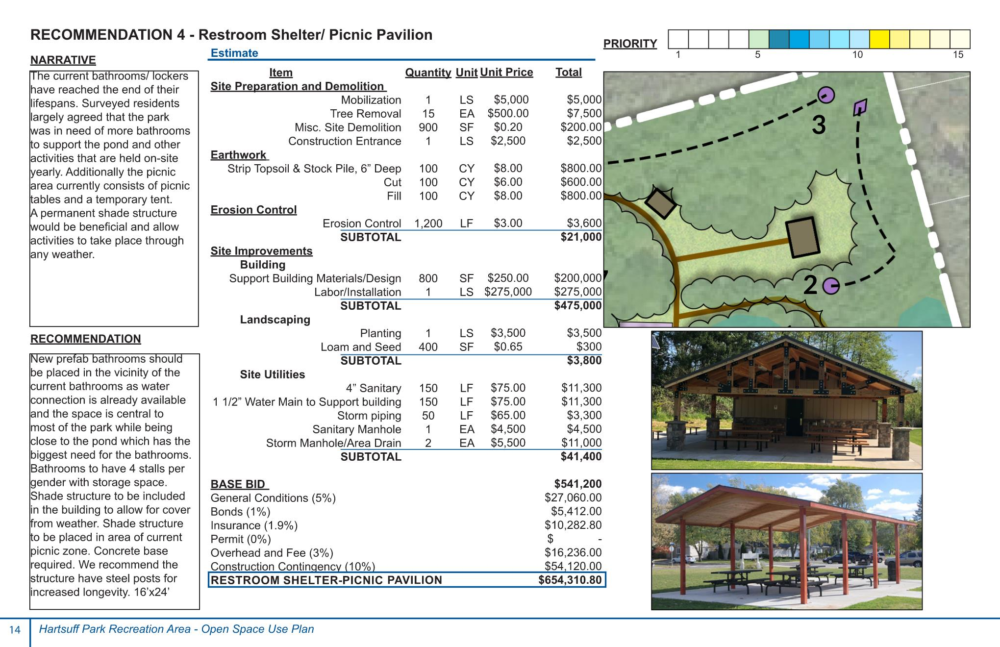 RECOMMENDATION 4 - Restroom Shelter/ Picnic Pavilion
NARRATIVE
The current bathrooms/ lockers
have reached the end of their
lifespans. Surveyed residents
largely agreed that the park
was in need of more bathrooms
to support the pond and other
activities that are held on-site
yearly. Additionally the picnic
area currently consists of picnic
tables and a temporary tent.
A permanent shade structure
would be beneficial and allow
activities to take place through
any weather.
RECOMMENDATION
New prefab bathrooms should
be placed in the vicinity of the
current bathrooms as water
connection is already available
and the space is central to
most of the park while being
close to the pond which has the
biggest need for the bathrooms.
Bathrooms to have 4 stalls per
gender with storage space.
Shade structure to be included
in the building to allow for cover
from weather. Shade structure
to be placed in area of current
picnic zone. Concrete base
required. We recommend the
structure have steel posts for
increased longevity. 16’x24’
Estimate
Item Quantity Unit Unit Price Total
Site Preparation and Demolition
Mobilization 1 LS $5,000 $5,000
Tree Removal 15 EA $500.00 $7,500
Misc. Site Demolition 900 SF $0.20 $200.00
Construction Entrance 1 LS $2,500 $2,500
Earthwork
Strip Topsoil & Stock Pile, 6” Deep 100 CY $8.00 $800.00
Cut 100 CY $6.00 $600.00
Fill 100 CY $8.00 $800.00
Erosion Control
Erosion Control 1,200 LF $3.00 $3,600
SUBTOTAL $21,000
Site Improvements
Building
Support Building Materials/Design 800 SF $250.00 $200,000
Labor/Installation 1 LS $275,000 $275,000
SUBTOTAL $475,000
Landscaping
Planting 1 LS $3,500 $3,500
Loam and Seed 400 SF $0.65 $300
SUBTOTAL $3,800
Site Utilities
4” Sanitary 150 LF $75.00 $11,300
1 1/2” Water Main to Support building 150 LF $75.00 $11,300
Storm piping 50 LF $65.00 $3,300
Sanitary Manhole 1 EA $4,500 $4,500
Storm Manhole/Area Drain 2 EA $5,500 $11,000
SUBTOTAL $41,400
BASE BID $541,200
General Conditions (5%) $27,060.00
Bonds (1%) $5,412.00
Insurance (1.9%) $10,282.80
Permit (0%) $ -
Overhead and Fee (3%) $16,236.00
Construction Contingency (10%) $54,120.00
RESTROOM SHELTER-PICNIC PAVILION $654,310.80
PRIORITY
1 5 10 15
3
2
14 Hartsuff Park Recreation Area - Open Space Use Plan